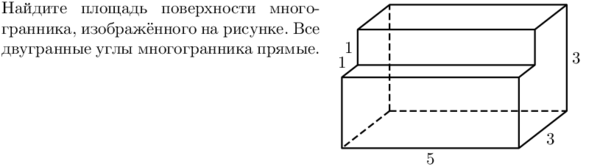 Найдите площадь поверхности много-
гранника, изображённого на рисунке. Все
двугранные углы многогранника прямые.
1
1
3
3
5